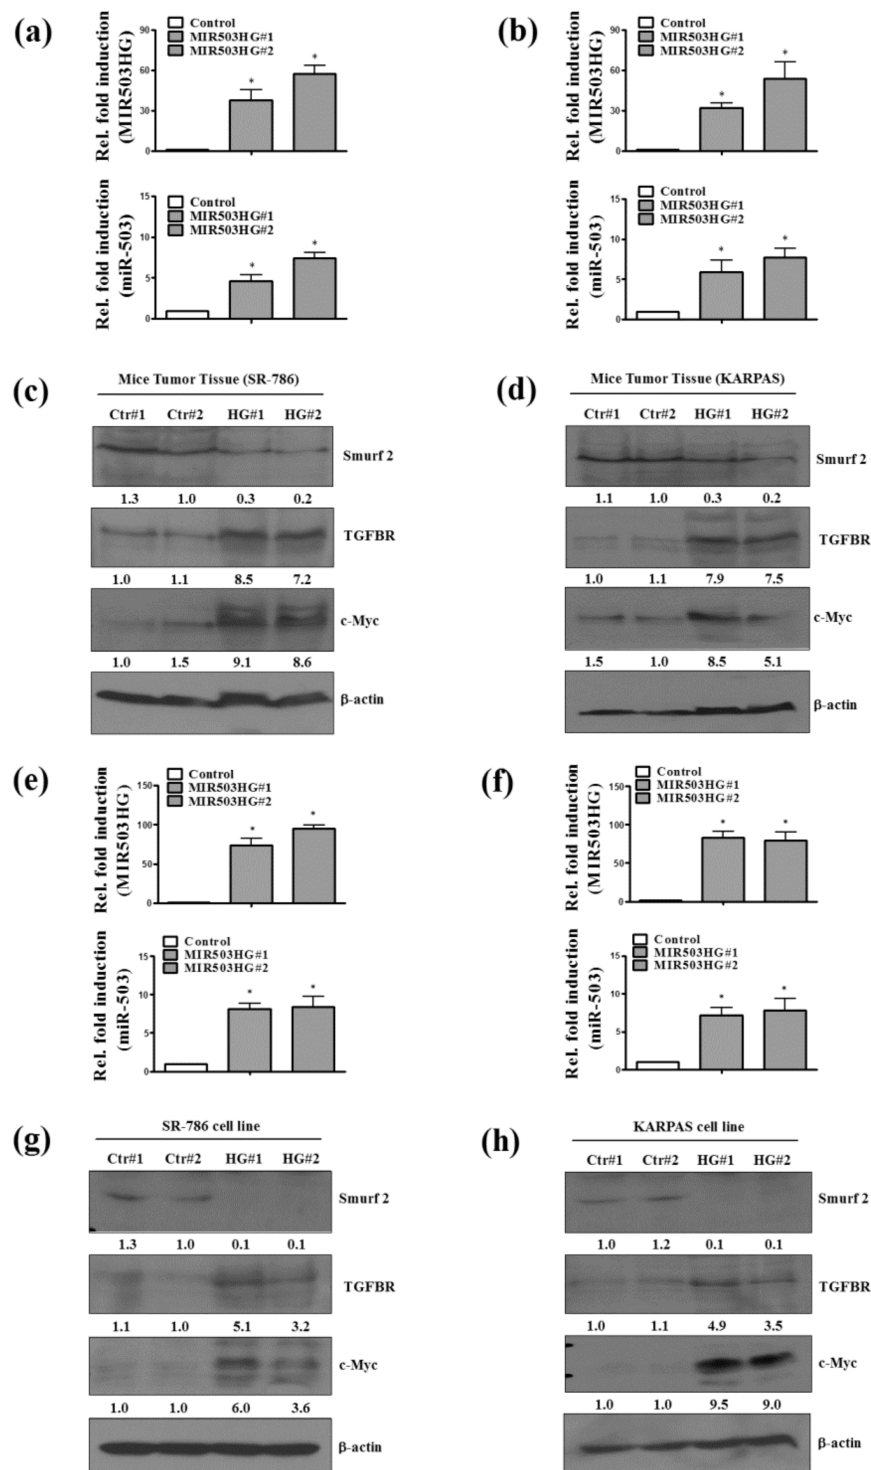 (a)
Control
MIR503HG#1
MIR503HG#2
Rel. fold induction
(MIR503HG)
90
60
30
0
*
*
Control
MIR503HG#1
MIR503HG#2
Rel. fold induction
(miR-503)
15
10
5
0
*
*
(b)
Control
MIR503HG#1
MIR503HG#2
Rel. fold induction
(MIR503HG)
90
60
30
0
*
*
Control
MIR503HG#1
MIR503HG#2
Rel. fold induction
(miR-503)
15
10
5
0
*
*
(c)
Mice Tumor Tissue (SR-786)
Ctr#1 Ctr#2 HG#1 HG#2
Smurf 2
1.3 1.0 0.3 0.2
TGFBR
1.0 1.1 8.5 7.2
c-Myc
1.0 1.5 9.1 8.6
β-actin
(d)
Mice Tumor Tissue (KARPAS)
Ctr#1 Ctr#2 HG#1 HG#2
Smurf 2
1.1 1.0 0.3 0.2
TGFBR
1.0 1.1 7.9 7.5
c-Myc
1.5 1.0 8.5 5.1
β-actin
(e)
Control
MIR503HG#1
MIR503HG#2
Rel. fold induction
(MIR503HG)
150
100
50
0
*
*
Control
MIR503HG#1
MIR503HG#2
Rel. fold induction
(miR-503)
15
10
5
0
*
*
(f)
Control
MIR503HG#1
MIR503HG#2
Rel. fold induction
(MIR503HG)
150
100
50
0
*
*
Control
MIR503HG#1
MIR503HG#2
Rel. fold induction
(miR-503)
15
10
5
0
*
*
(g)
SR-786 cell line
Ctr#1 Ctr#2 HG#1 HG#2
Smurf 2
1.3 1.0 0.1 0.1
TGFBR
1.1 1.0 5.1 3.2
c-Myc
1.0 1.0 6.0 3.6
β-actin
(h)
KARPAS cell line
Ctr#1 Ctr#2 HG#1 HG#2
Smurf 2
1.0 1.2 0.1 0.1
TGFBR
1.0 1.1 4.9 3.5
c-Myc
1.0 1.0 9.5 9.0
β-actin